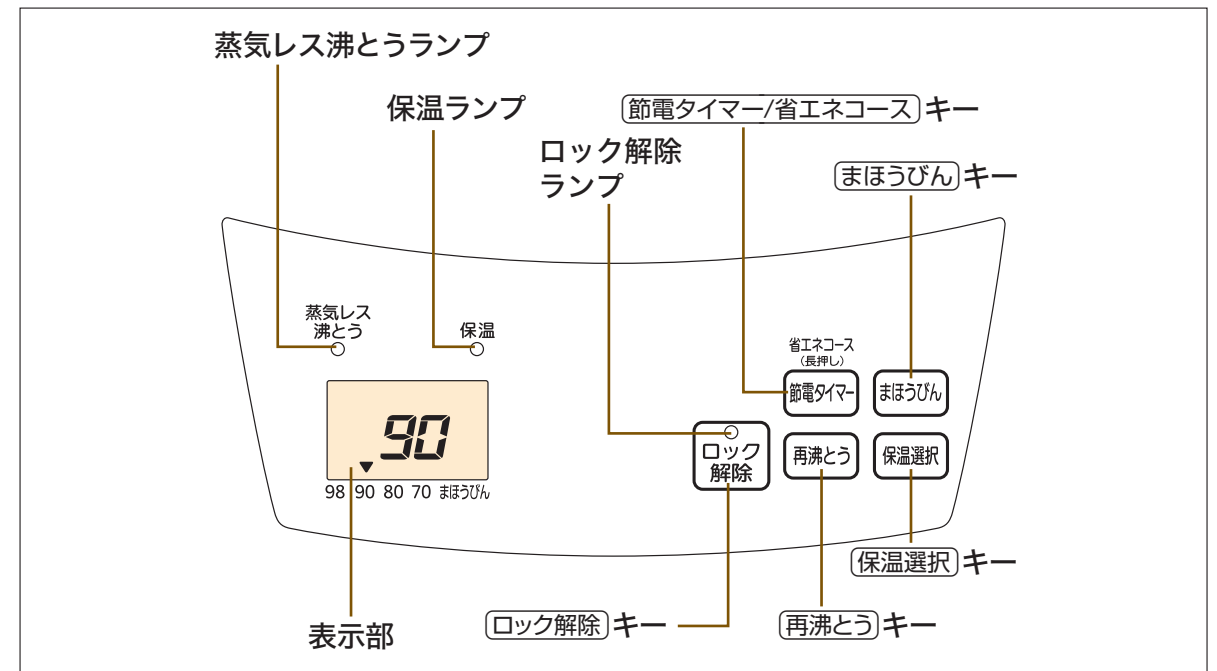 蒸気レス沸とうランプ
保温ランプ
節電タイマー/省エネコース キー
ロック解除
ランプ
まほうびん キー
蒸気レス
沸とう
保温
省エネコース
(長押し)
節電タイマー
まほうびん
90
ロック
解除
再沸とう
保温選択
98 90 80 70 まほうびん
保温選択 キー
表示部
ロック解除 キー
再沸とう キー